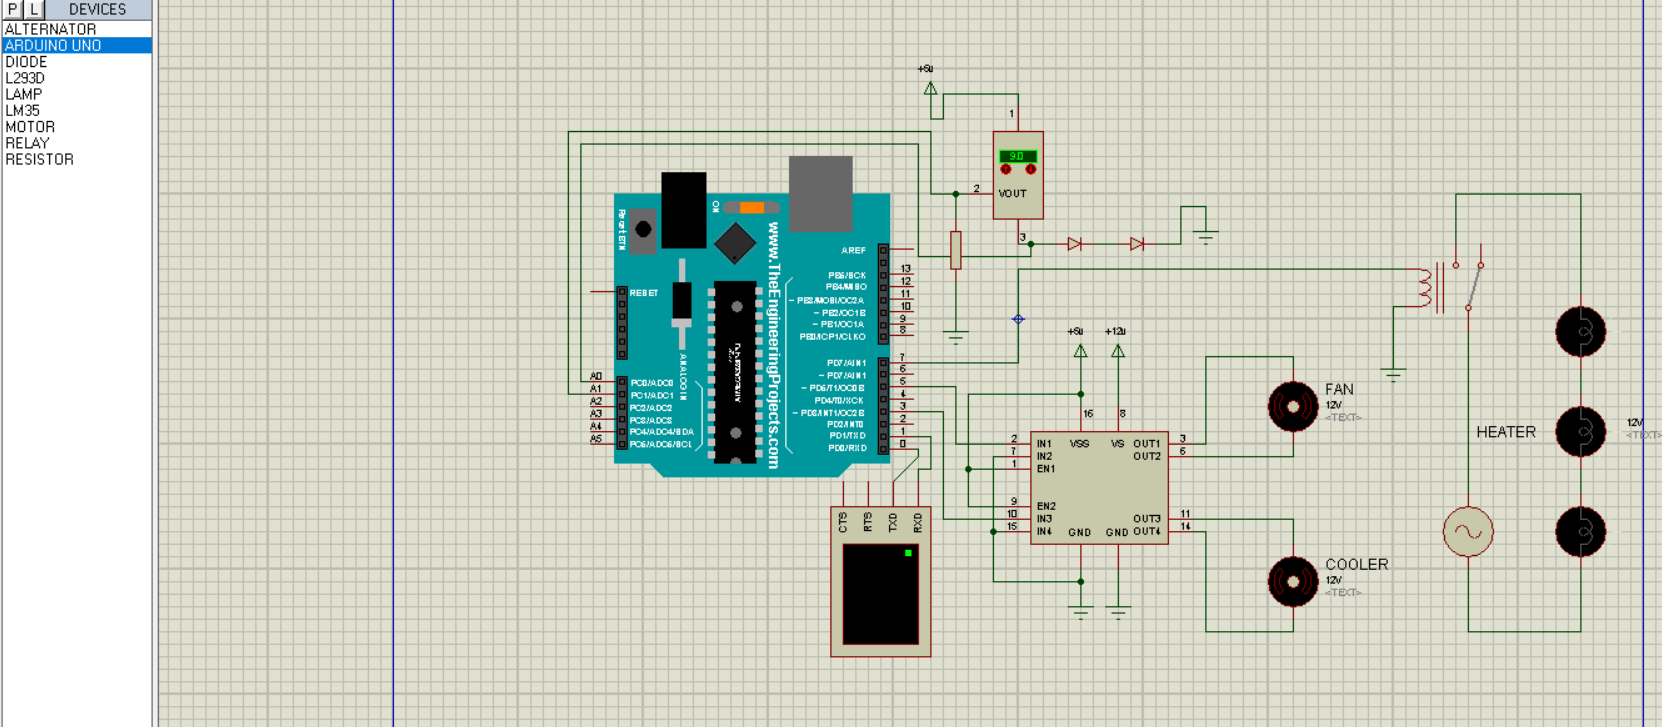 P L DEVICES
ALTERNATOR
ARDUINO UNO
DIODE
L293D
LAMP
LM35
MOTOR
RELAY
RESISTOR
+5v
1
9.0
2 VOUT
3
Reset BTN
ON
www.TheEngineeringProjects.com
AREF
RESET
PB5/SCK 13
PB4/MISO 12
~ PB3/MOSI/OC2A 11
~ PB2/OC1B 10
~ PB1/OC1A 9
PB0/ICP1/CLKO 8
ANALOG IN
PD7/AIN1 7
~ PD7/AIN1 6
~ PD5/T1/OC0B 5
PD4/T0/XCK 4
~ PD3/INT1/OC2B 3
PD2/INT0 2
PD1/TXD 1
PD0/RXD 0
A0 PC0/ADC0
A1 PC1/ADC1
A2 PC2/ADC2
A3 PC3/ADC3
A4 PC4/ADC4/SDA
A5 PC5/ADC5/SCL
CTS
RTS
TXD
RXD
+5v
+12v
16
8
2 IN1 VSS VS OUT1 3
7 IN2 OUT2 6
1 EN1
9 EN2
10 IN3 OUT3 11
15 IN4 GND GND OUT4 14
FAN
12V
<TEXT>
COOLER
12V
<TEXT>
HEATER
12V
<TEXT>